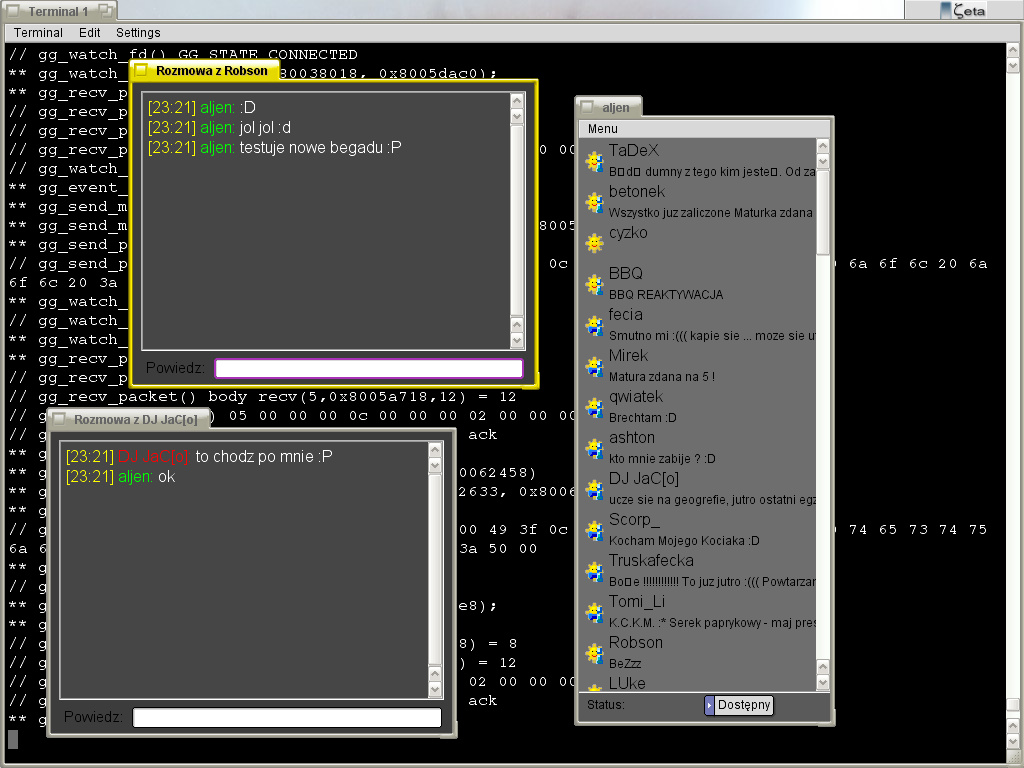 Terminal 1
ζeta
Terminal Edit Settings
// gg_watch_fd() GG_STATE_CONNECTED
** gg_watch_ 80038018, 0x8005dac0);
** gg_recv_p
// gg_recv_p
// gg_recv_p
// gg_recv_p 0 00
** gg_watch_
** gg_event_
** gg_send_m
** gg_send_m 8005
** gg_send_p
// gg_send_p 0c 6a 6f 6c 20 6a
6f 6c 20 3a
** gg_watch_
// gg_watch_
** gg_watch_
** gg_recv_p
// gg_recv_p
// gg_recv_packet() body recv(5,0x8005a718,12) = 12
// g ) 05 00 00 00 0c 00 00 00 02 00 00 00
// g ack
** g
** g 0062458)
** g 2633, 0x8006
** g
// g 00 49 3f 0c 74 65 73 74 75
6a 6 3a 50 00
** g
// g
** g e8);
** g
// g 8) = 8
// g ) = 12
// g 02 00 00 00
// g ack
** g
Rozmowa z Robson
[23:21] aljen: :D
[23:21] aljen: jol jol :d
[23:21] aljen: testuje nowe begadu :P
Powiedz:
Rozmowa z DJ JaC[o]
[23:21] DJ JaC[o]: to chodz po mnie :P
[23:21] aljen: ok
Powiedz:
aljen
Menu
TaDeX
B□d□ dumny z tego kim jeste□. Od za
betonek
Wszystko juz zaliczone Maturka zdana
cyzko
BBQ
BBQ REAKTYWACJA
fecia
Smutno mi :((( kapie sie ... moze sie ut
Mirek
Matura zdana na 5 !
qwiatek
Brechtam :D
ashton
kto mnie zabije ? :D
DJ JaC[o]
ucze sie na geografie, jutro ostatni egz
Scorp_
Kocham Mojego Kociaka :D
Truskafecka
Bo□e !!!!!!!!!!!! To juz jutro :((( Powtarzan
Tomi_Li
K.C.K.M. :* Serek paprykowy - maj pres
Robson
BeZzz
LUke
Status: Dostępny